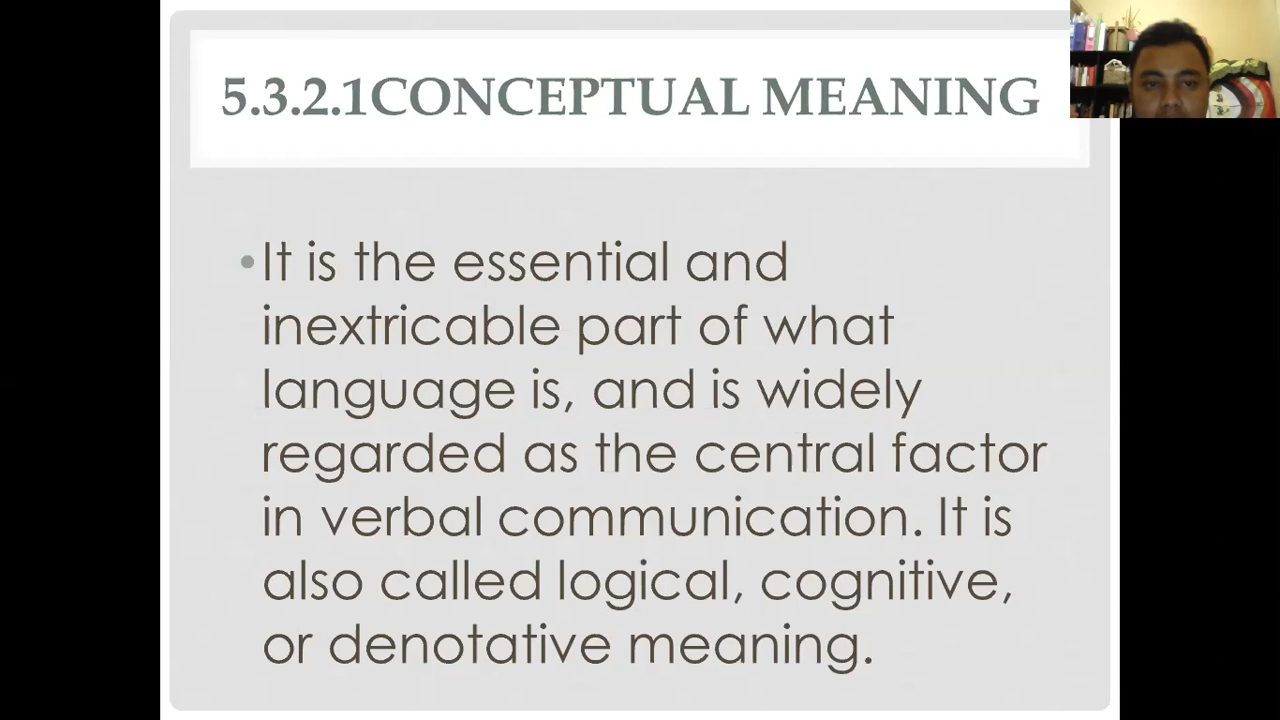 5.3.2.1CONCEPTUAL MEANING
•It is the essential and
inextricable part of what
language is, and is widely
regarded as the central factor
in verbal communication. It is
also called logical, cognitive,
or denotative meaning.